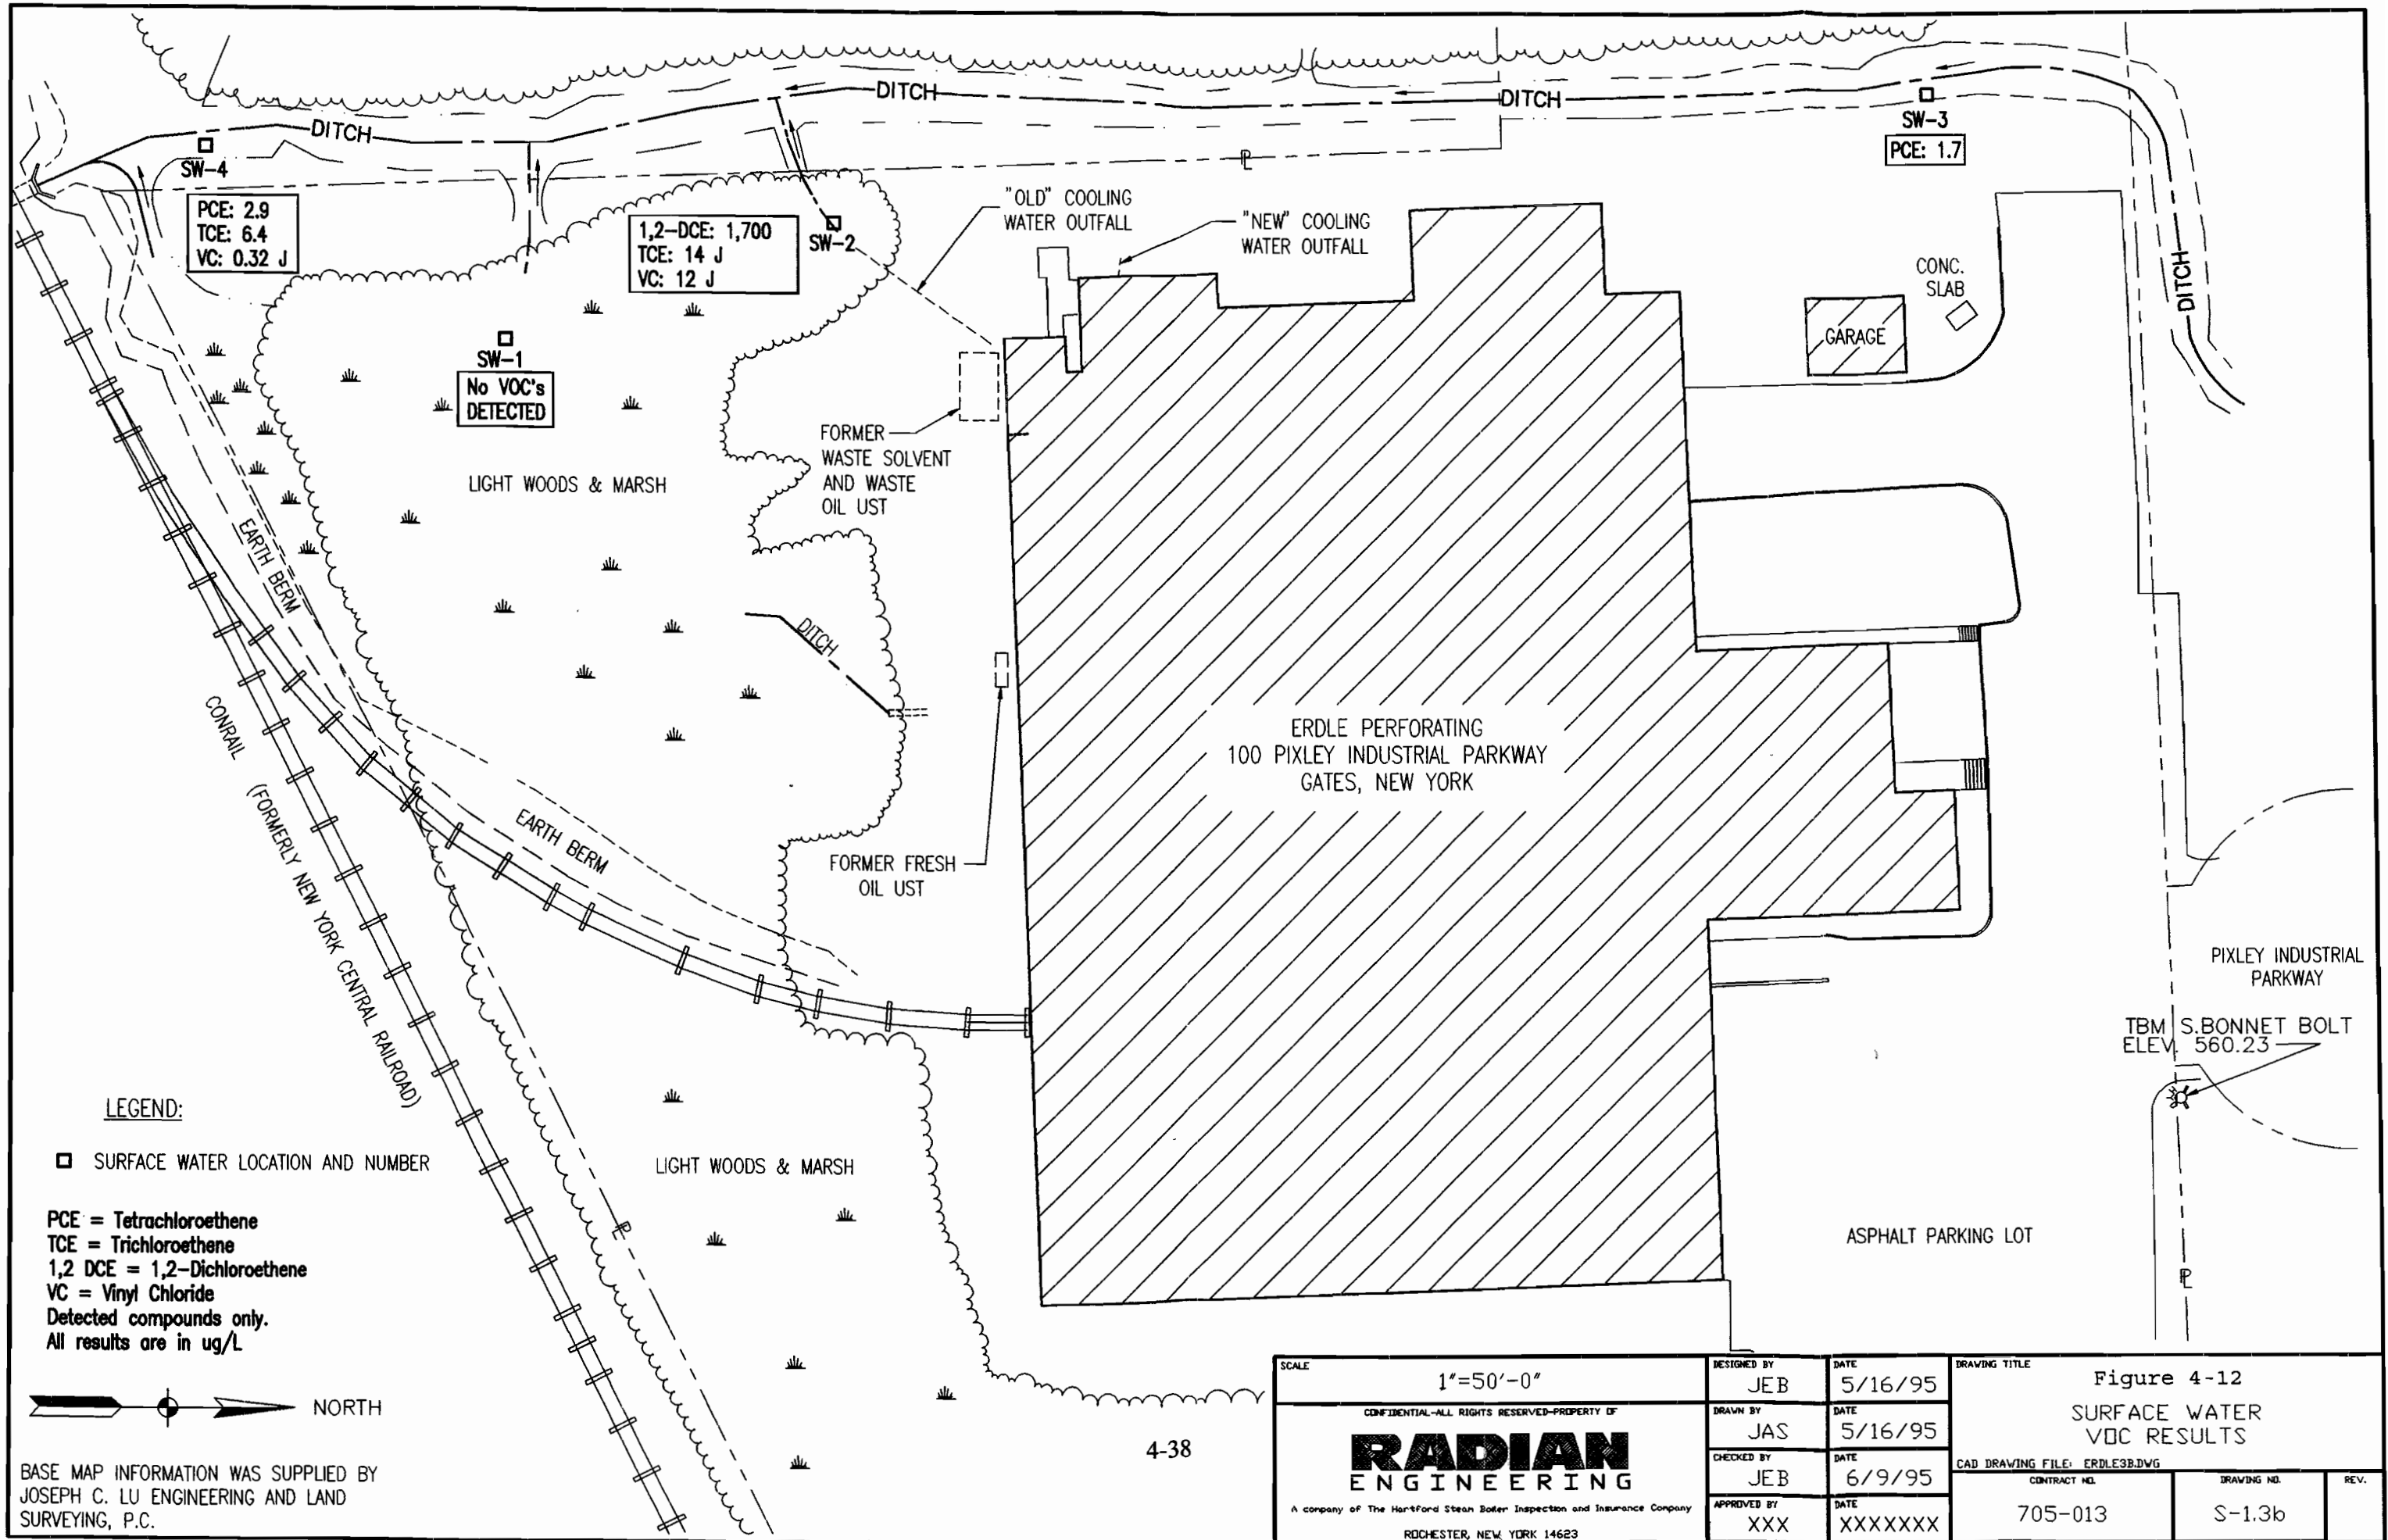 DITCH
DITCH
DITCH
DITCH
SW-4
PCE: 2.9
TCE: 6.4
VC: 0.32 J
1,2-DCE: 1,700
TCE: 14 J
VC: 12 J
SW-2
SW-3
PCE: 1.7
"OLD" COOLING
WATER OUTFALL
"NEW" COOLING
WATER OUTFALL
CONC.
SLAB
GARAGE
SW-1
No VOC's
DETECTED
FORMER
WASTE SOLVENT
AND WASTE
OIL UST
LIGHT WOODS & MARSH
EARTH BERM
DITCH
CONRAIL (FORMERLY NEW YORK CENTRAL RAILROAD)
EARTH BERM
FORMER FRESH
OIL UST
ERDLE PERFORATING
100 PIXLEY INDUSTRIAL PARKWAY
GATES, NEW YORK
PIXLEY INDUSTRIAL
PARKWAY
TBM S.BONNET BOLT
ELEV. 560.23
LIGHT WOODS & MARSH
ASPHALT PARKING LOT
LEGEND:
SURFACE WATER LOCATION AND NUMBER
PCE = Tetrachloroethene
TCE = Trichloroethene
1,2 DCE = 1,2-Dichloroethene
VC = Vinyl Chloride
Detected compounds only.
All results are in ug/L
NORTH
BASE MAP INFORMATION WAS SUPPLIED BY
JOSEPH C. LU ENGINEERING AND LAND
SURVEYING, P.C.
4-38
SCALE
1"=50'-0"
CONFIDENTIAL-ALL RIGHTS RESERVED-PROPERTY OF
RADIAN
ENGINEERING
A company of The Hartford Steam Boiler Inspection and Insurance Company
ROCHESTER, NEW YORK 14623
DESIGNED BY
JEB
DATE
5/16/95
DRAWN BY
JAS
DATE
5/16/95
CHECKED BY
JEB
DATE
6/9/95
APPROVED BY
XXX
DATE
XXXXXXX
DRAWING TITLE
Figure 4-12
SURFACE WATER
VOC RESULTS
CAD DRAWING FILE: ERDLE3B.DWG
CONTRACT NO.
705-013
DRAWING NO.
S-1.3b
REV.